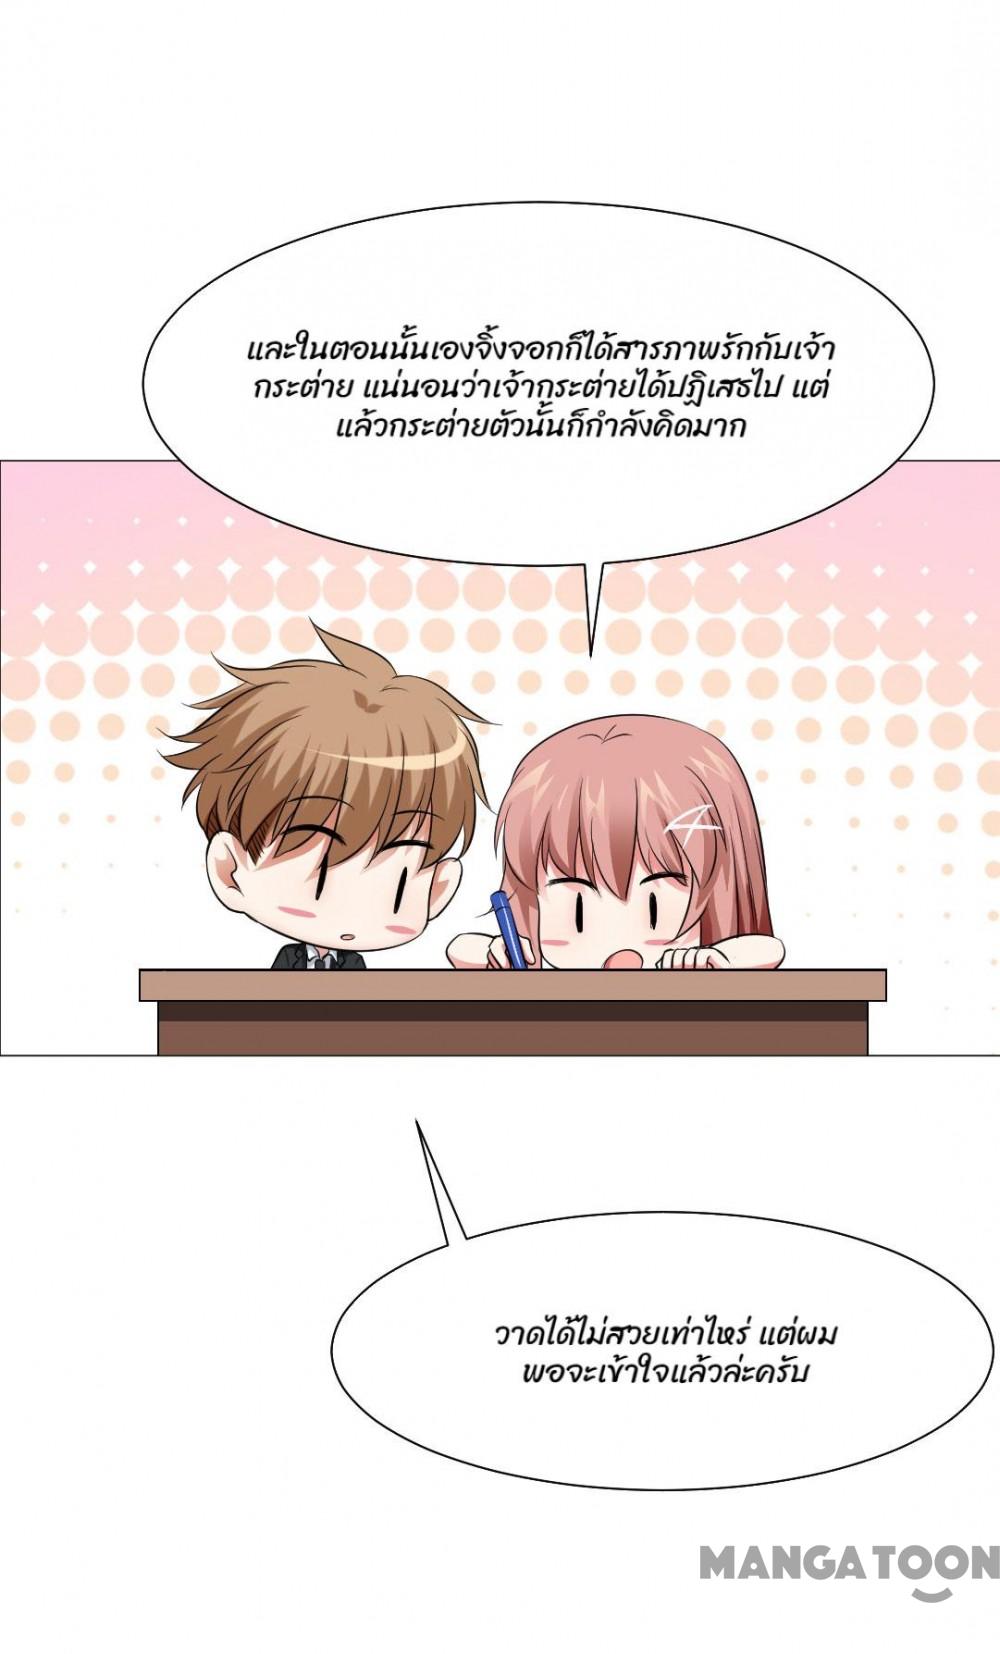 และในตอนนั้นเองจิ้งจอกก็ได้สารภาพรักกับเจ้า
กระต่าย แน่นอนว่าเจ้ากระต่ายได้ปฏิเสธไป แต่
แล้วกระต่ายตัวนั้นก็กำลังคิดมาก
วาดได้ไม่สวยเท่าไหร่ แต่ผม
พอจะเข้าใจแล้วล่ะครับ
MANGATOON